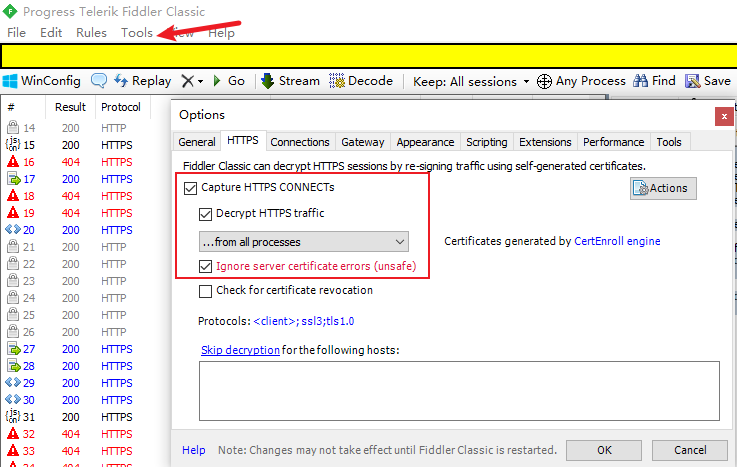 Progress Telerik Fiddler Classic
File Edit Rules Tools View Help
WinConfig Replay Go Stream Decode Keep: All sessions Any Process Find Save
# Result Protocol
14 200 HTTP
15 200 HTTPS
16 404 HTTPS
17 200 HTTPS
18 404 HTTPS
19 404 HTTPS
20 200 HTTPS
21 200 HTTP
22 200 HTTP
23 200 HTTP
24 200 HTTP
25 200 HTTP
26 200 HTTP
27 200 HTTPS
28 200 HTTPS
29 200 HTTPS
30 200 HTTPS
31 200 HTTPS
32 404 HTTPS
33 404 HTTPS
34 404 HTTPS
Options
General HTTPS Connections Gateway Appearance Scripting Extensions Performance Tools
Fiddler Classic can decrypt HTTPS sessions by re-signing traffic using self-generated certificates.
Capture HTTPS CONNECTs
Actions
Decrypt HTTPS traffic
...from all processes
Certificates generated by CertEnroll engine
Ignore server certificate errors (unsafe)
Check for certificate revocation
Protocols: <client>;ssl3;tls1.0
Skip decryption for the following hosts:
Help Note: Changes may not take effect until Fiddler Classic is restarted. OK Cancel